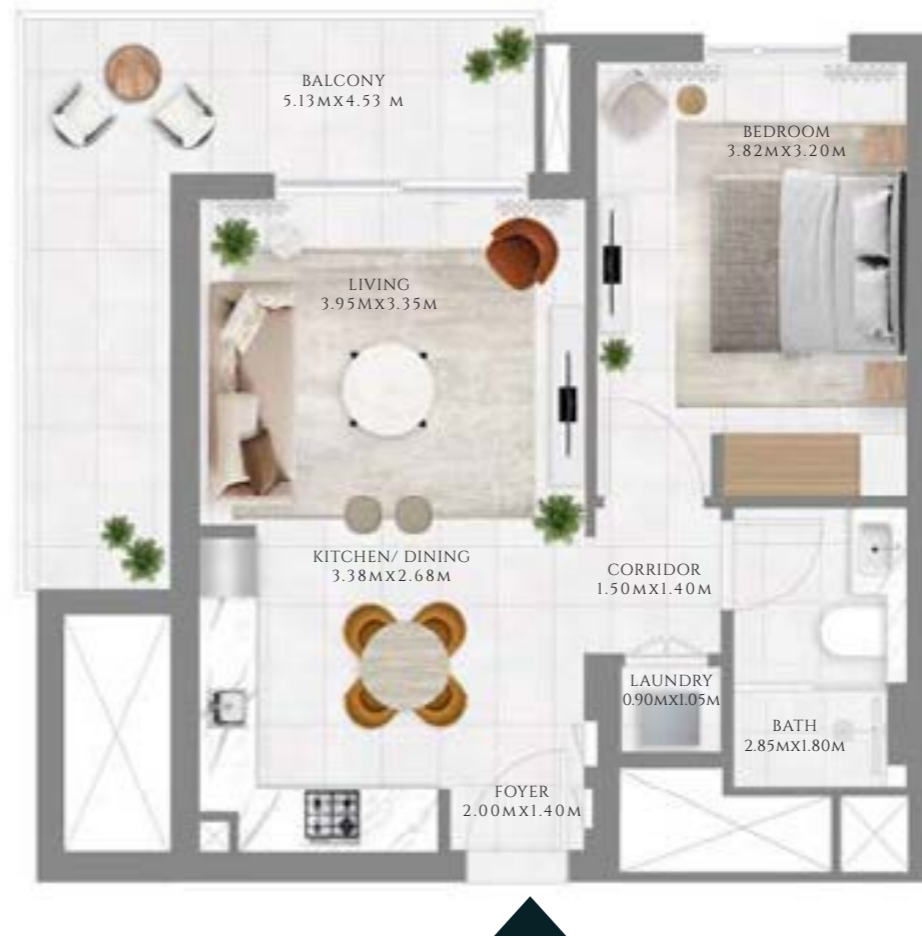 BALCONY
5.13MX4.53 M
BEDROOM
3.82MX3.20M
LIVING
3.95MX3.35M
KITCHEN/ DINING
3.38MX2.68M
CORRIDOR
1.50MX1.40M
LAUNDRY
0.90MX1.05M
BATH
2.85MX1.80M
FOYER
2.00MX1.40M